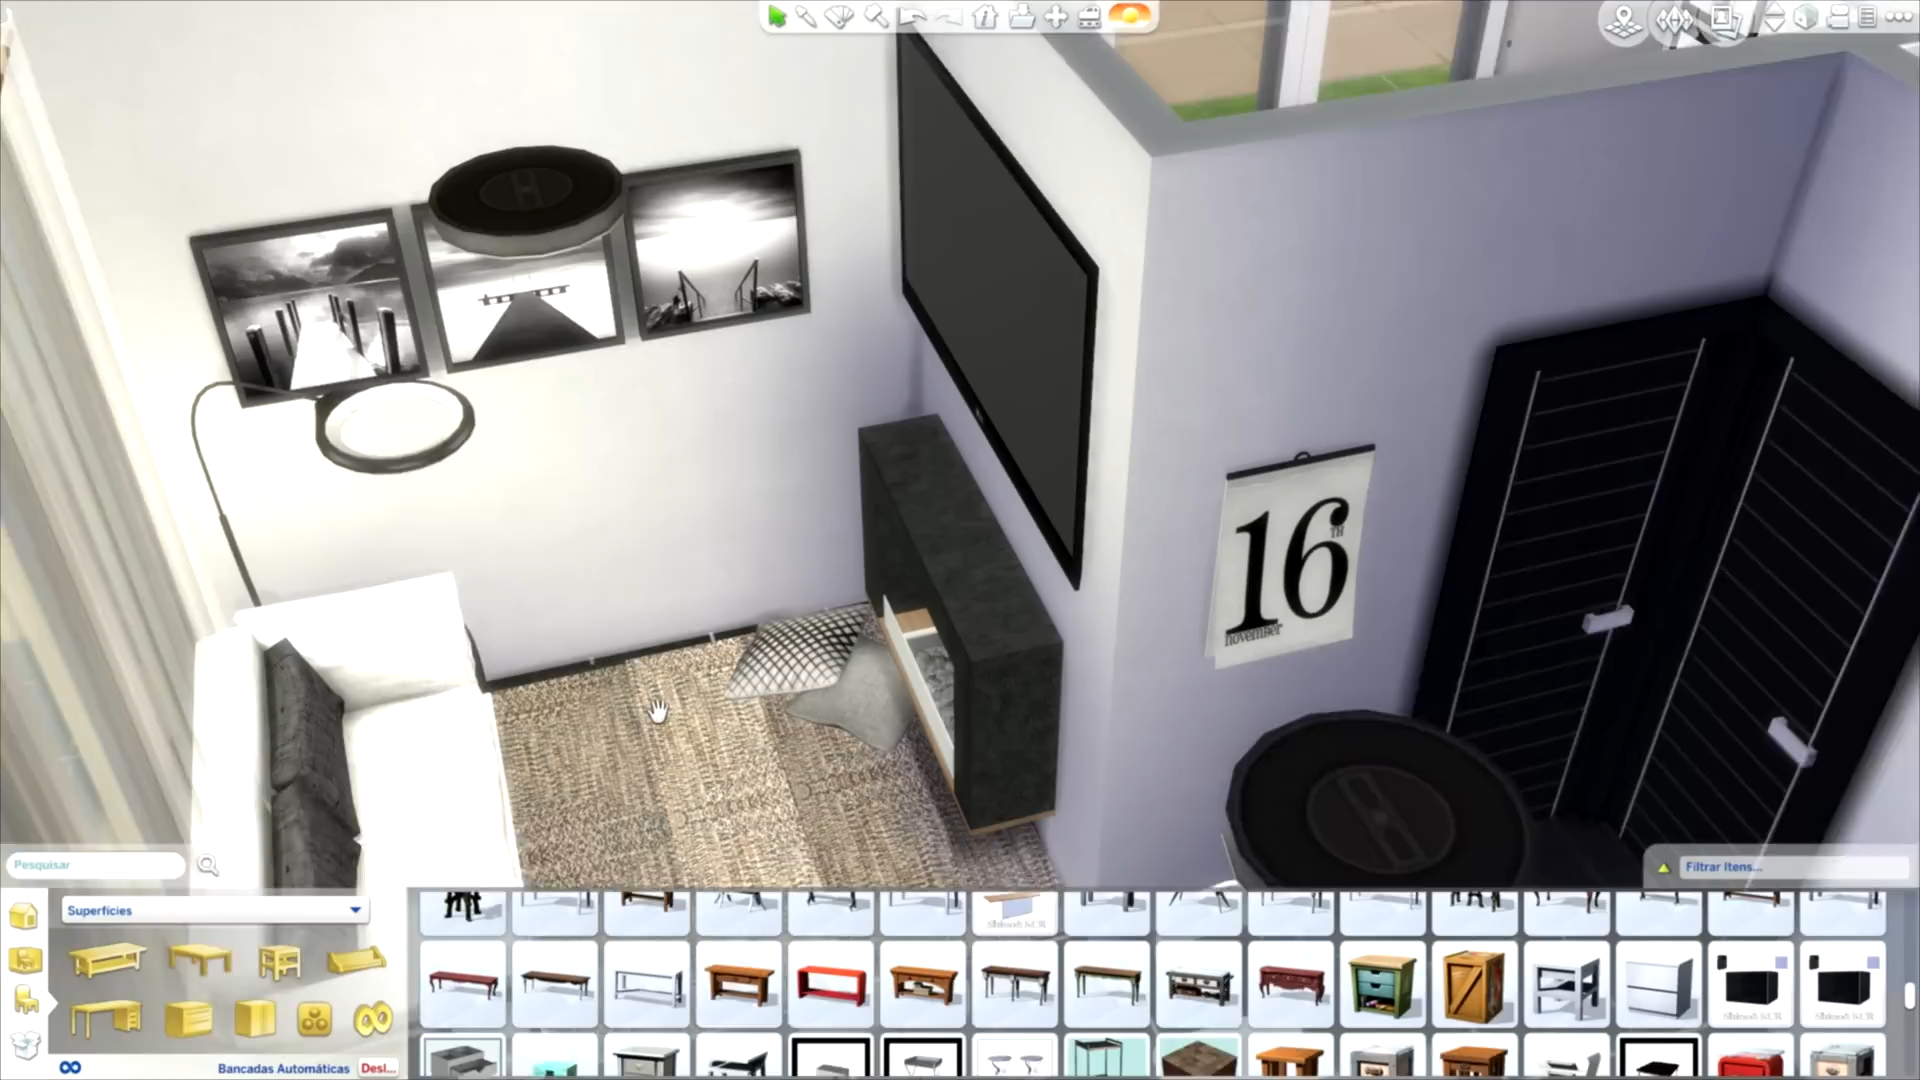 16
TH
november
Pesquisar
Filtrar Itens...
Superfícies
Bancadas Automáticas
Desl...